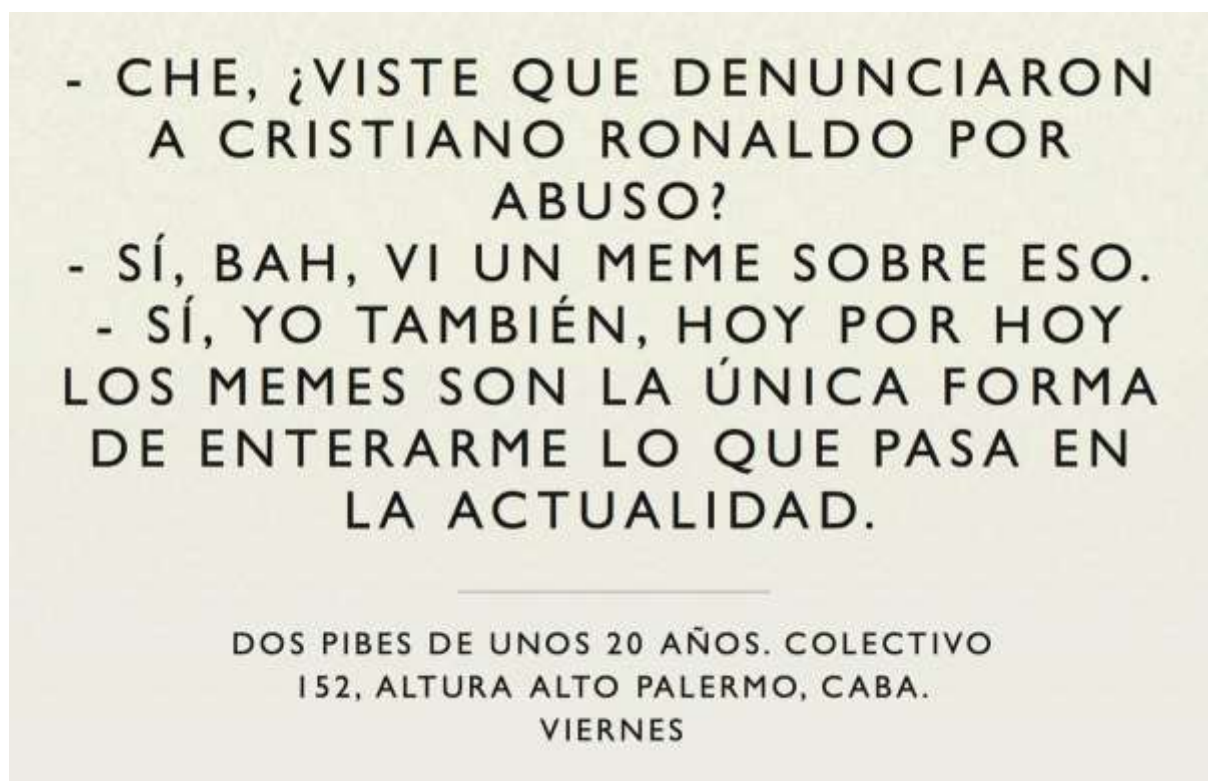 - CHE, ¿VISTE QUE DENUNCIARON
A CRISTIANO RONALDO POR
ABUSO?
- SÍ, BAH, VI UN MEME SOBRE ESO.
- SÍ, YO TAMBIÉN, HOY POR HOY
LOS MEMES SON LA ÚNICA FORMA
DE ENTERARME LO QUE PASA EN
LA ACTUALIDAD.
DOS PIBES DE UNOS 20 AÑOS. COLECTIVO
152, ALTURA ALTO PALERMO, CABA.
VIERNES